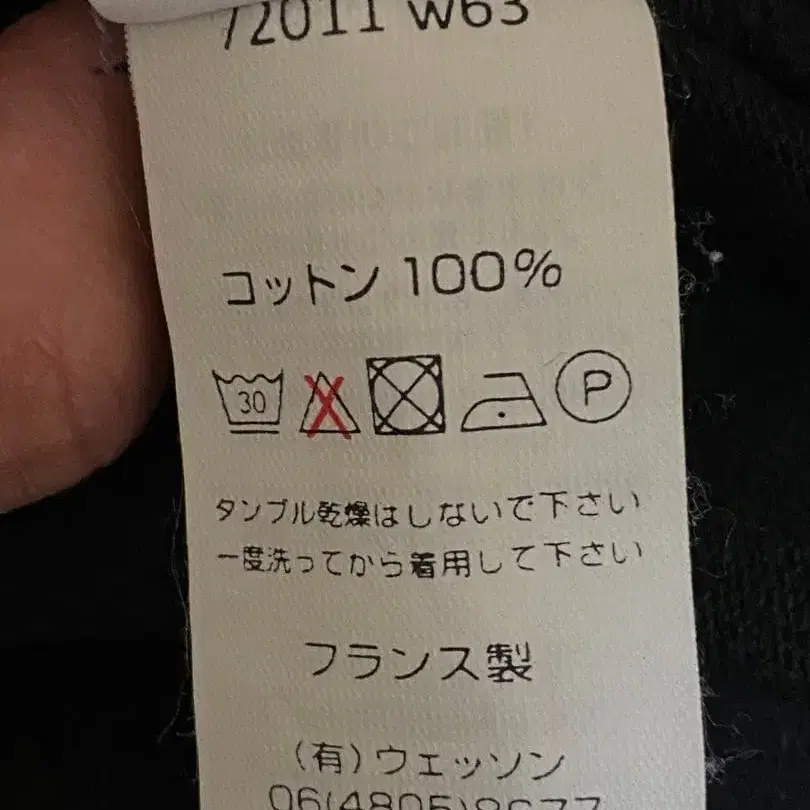 /2011 W63
コットン 100%
30 P
タンブル乾燥はしないで下さい
一度洗ってから着用して下さい
フランス製
(有)ウェッソン